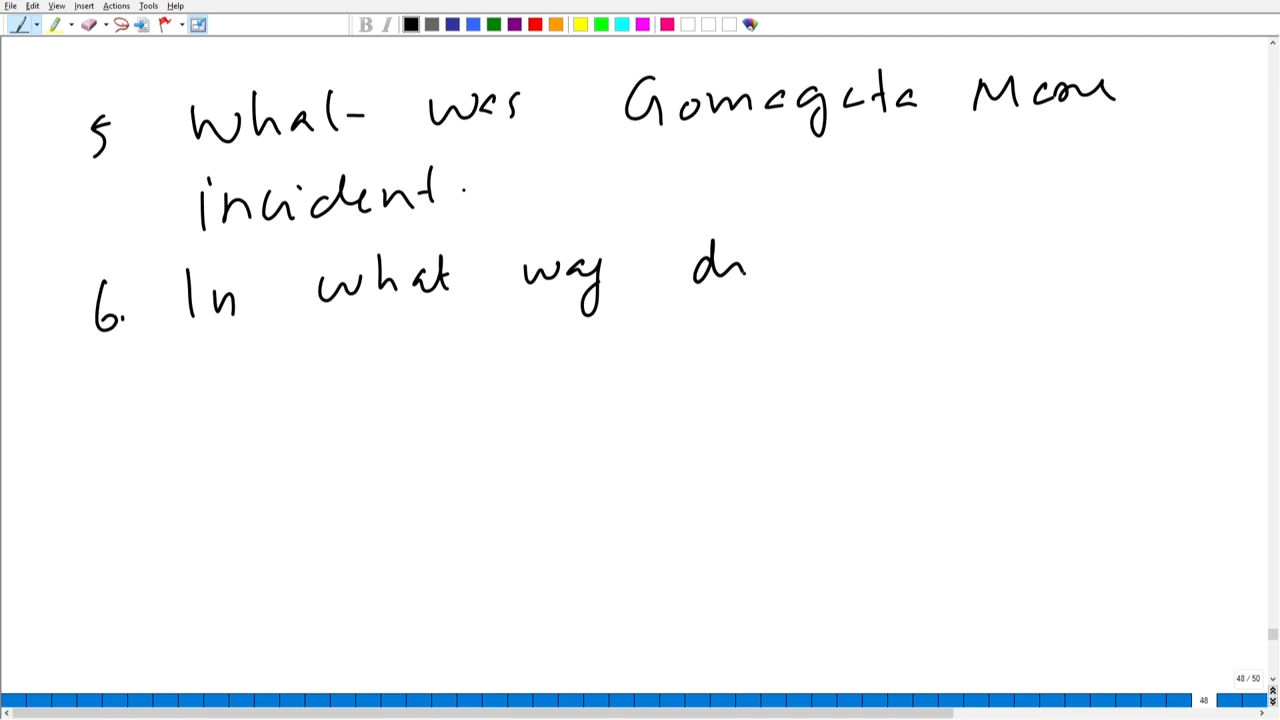 File Edit View Insert Actions Tools Help
B I
5 What was Gomagata Maru
incident.
6. In what way
48 / 50
48